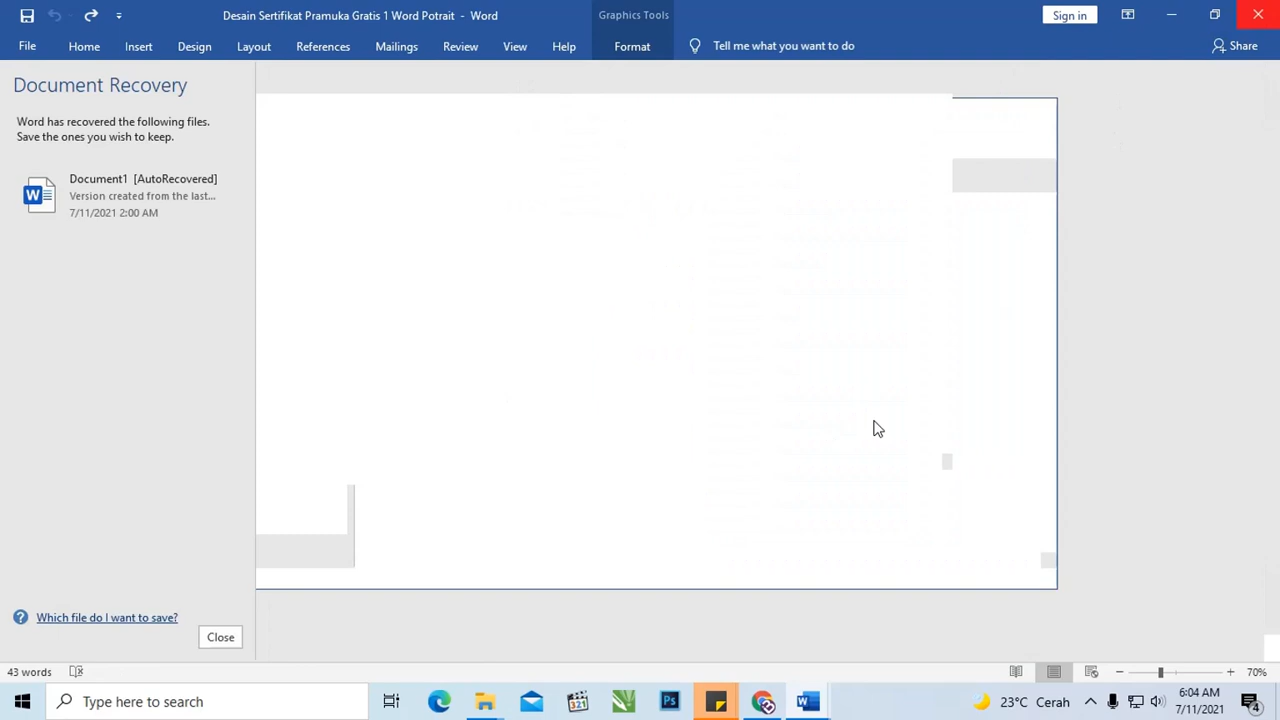 Desain Sertifikat Pramuka Gratis 1 Word Potrait - Word
Graphics Tools
Sign in
File Home Insert Design Layout References Mailings Review View Help Format Tell me what you want to do Share
Document Recovery
Word has recovered the following files.
Save the ones you wish to keep.
Document1 [AutoRecovered]
Version created from the last...
7/11/2021 2:00 AM
Which file do I want to save?
Close
43 words
70%
Type here to search
321
Ps
23°C Cerah
6:04 AM
7/11/2021
4